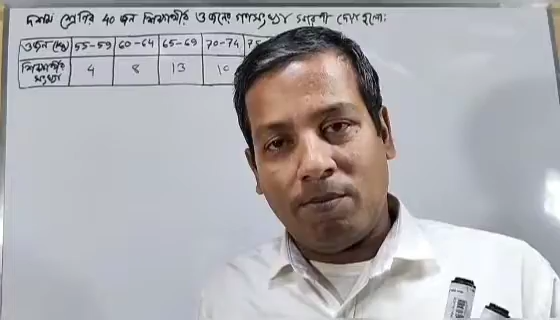 দশম শ্রেণির 40 জন শিক্ষার্থীর ওজনের গণসংখ্যা সারণী দেওয়া হলো:
ওজন (কেজি) 55-59 60-64 65-69 70-74 75
শিক্ষার্থীর সংখ্যা 4 8 13 10